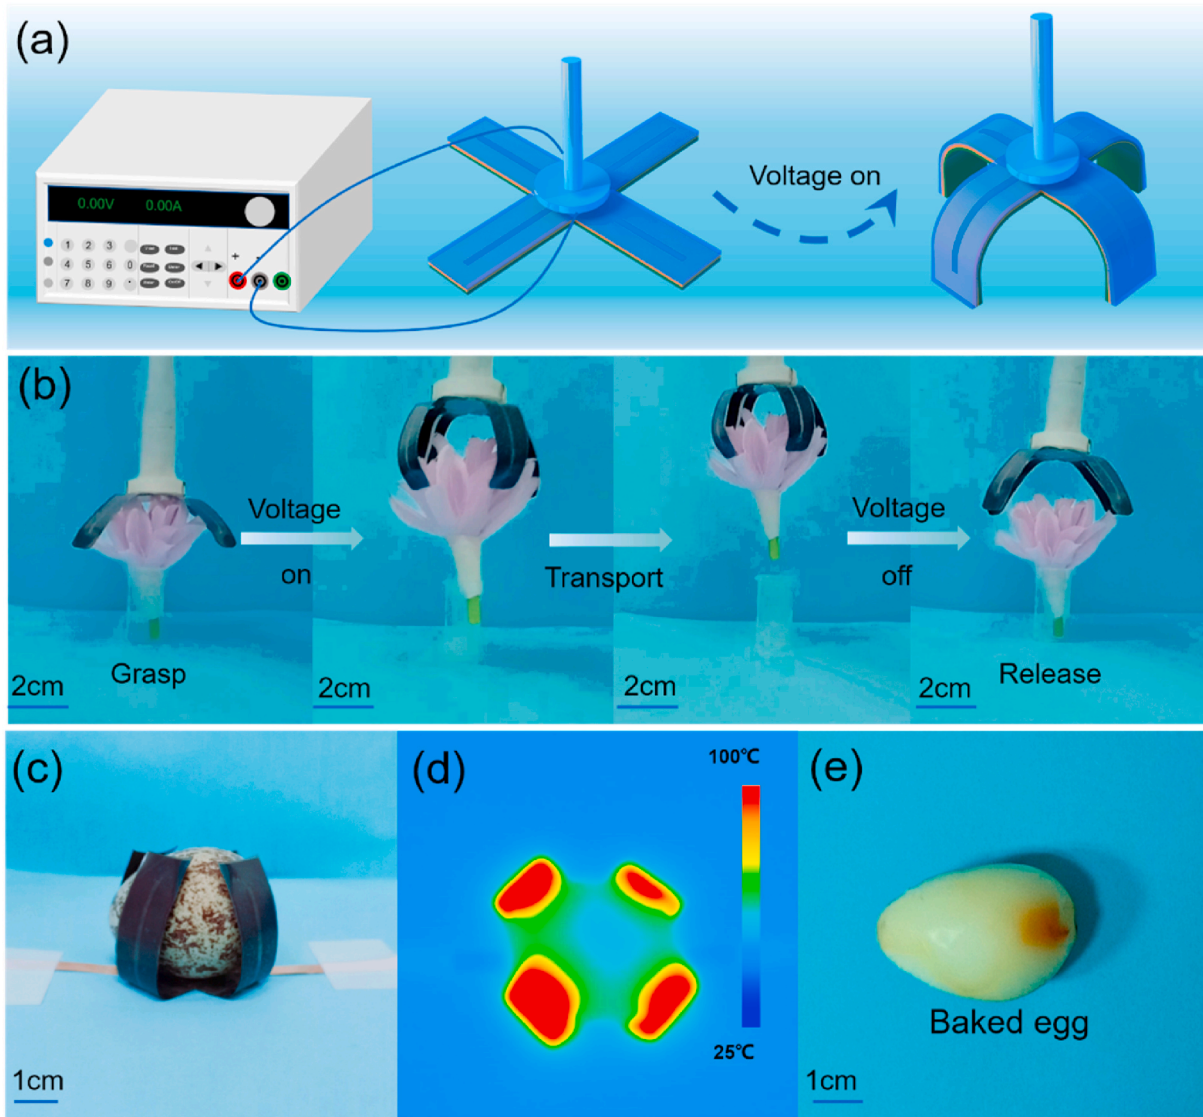 (a)
0.00V 0.00A
Voltage on
+ -
1 2 3
4 5 6 0
7 8 9 .
(b)
Voltage
on
Transport
Voltage
off
Grasp
Release
2cm
2cm
2cm
2cm
(c)
(d)
(e)
100℃
25℃
Baked egg
1cm
1cm